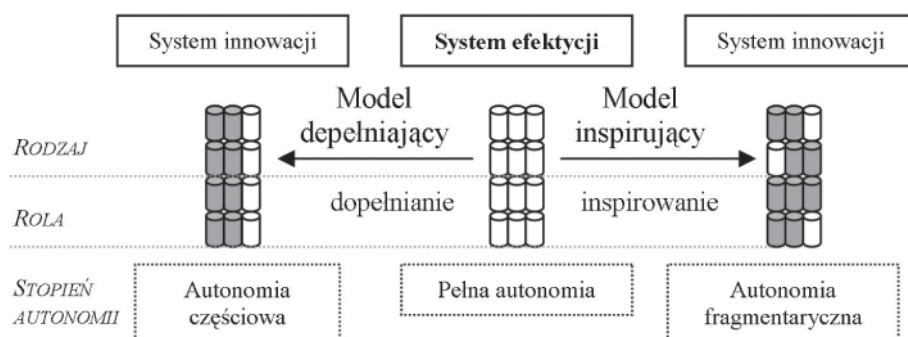 System innowacji
System efektycji
System innowacji
Model
depełniający
Model
inspirujący
RODZAJ
dopełnianie
inspirowanie
ROLA
STOPIEŃ
AUTONOMII
Autonomia
częściowa
Pełna autonomia
Autonomia
fragmentaryczna